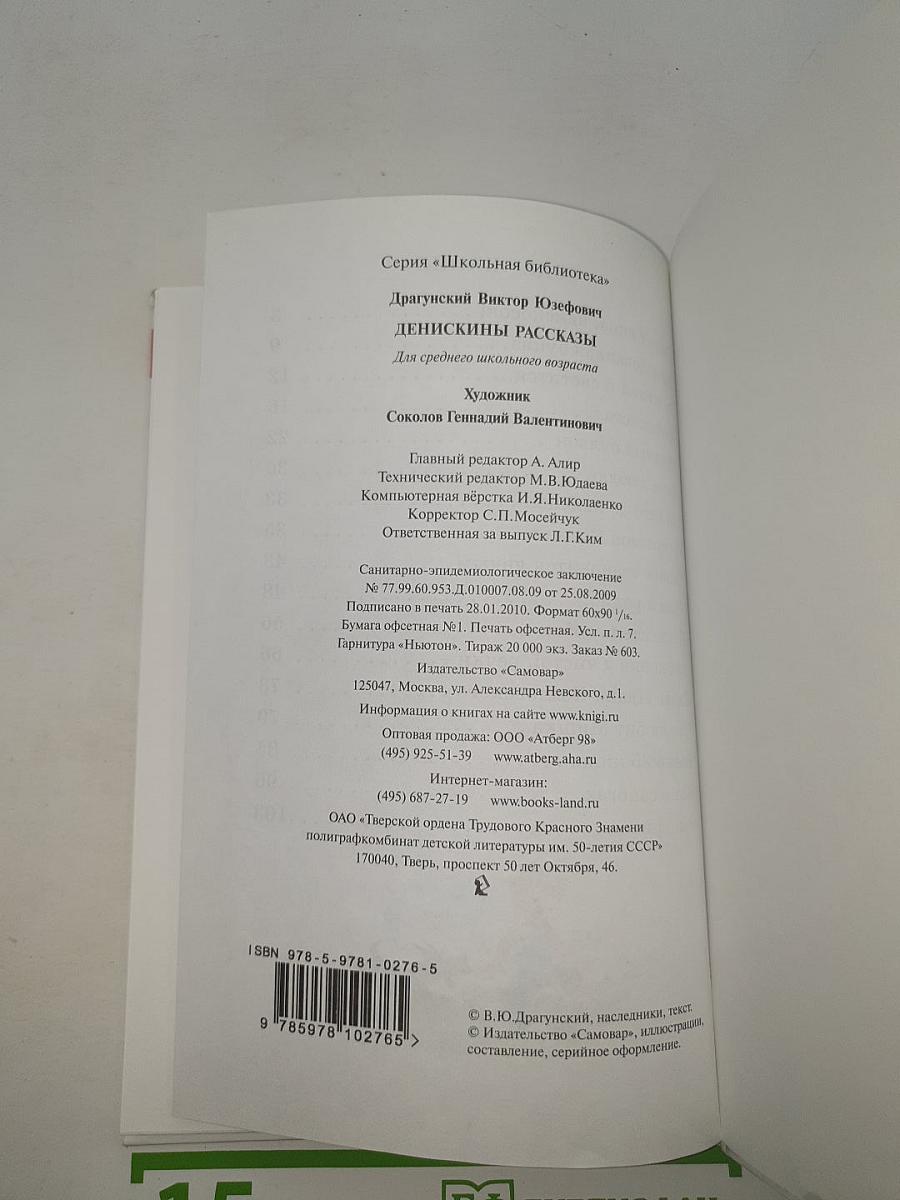 Серия «Школьная библиотека»
Драгунский Виктор Юзефович
ДЕНИСКИНЫ РАССКАЗЫ
Для среднего школьного возраста
Художник
Соколов Геннадий Валентинович
Главный редактор А. Алир
Технический редактор М.В.Юдаева
Компьютерная вёрстка И.Я.Николаенко
Корректор С.П.Мосейчук
Ответственная за выпуск Л.Г.Ким
Санитарно-эпидемиологическое заключение
№ 77.99.60.953.Д.010007.08.09 от 25.08.2009
Подписано в печать 28.01.2010. Формат 60x90 1/16.
Бумага офсетная №1. Печать офсетная. Усл. п. л. 7.
Гарнитура «Ньютон». Тираж 20 000 экз. Заказ № 603.
Издательство «Самовар»
125047, Москва, ул. Александра Невского, д.1.
Информация о книгах на сайте www.knigi.ru
Оптовая продажа: ООО «Атберг 98»
(495) 925-51-39 www.atberg.aha.ru
Интернет-магазин:
(495) 687-27-19 www.books-land.ru
ОАО «Тверской ордена Трудового Красного Знамени
полиграфкомбинат детской литературы им. 50-летия СССР»
170040, Тверь, проспект 50 лет Октября, 46.
ISBN 978-5-9781-0276-5
9 785978 102765 >
© В.Ю.Драгунский, наследники, текст.
© Издательство «Самовар», иллюстрации,
составление, серийное оформление.
15